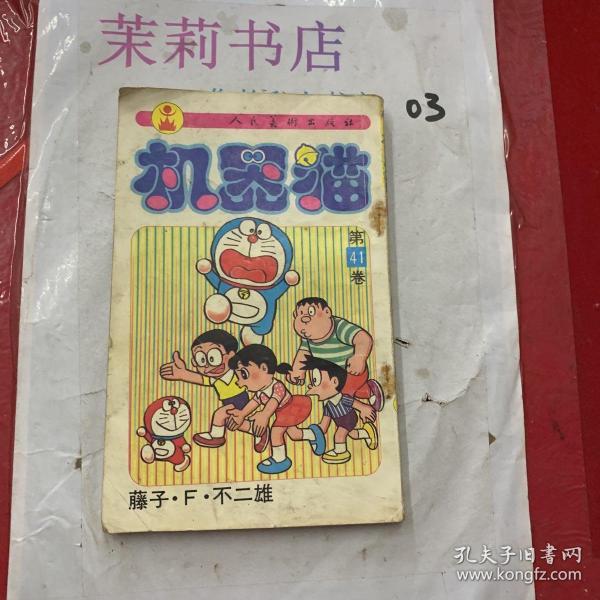 茉莉书店
03
人民美术出版社
机器猫
第
41
卷
藤子·F·不二雄
孔夫子旧书网
www.kongfz.com